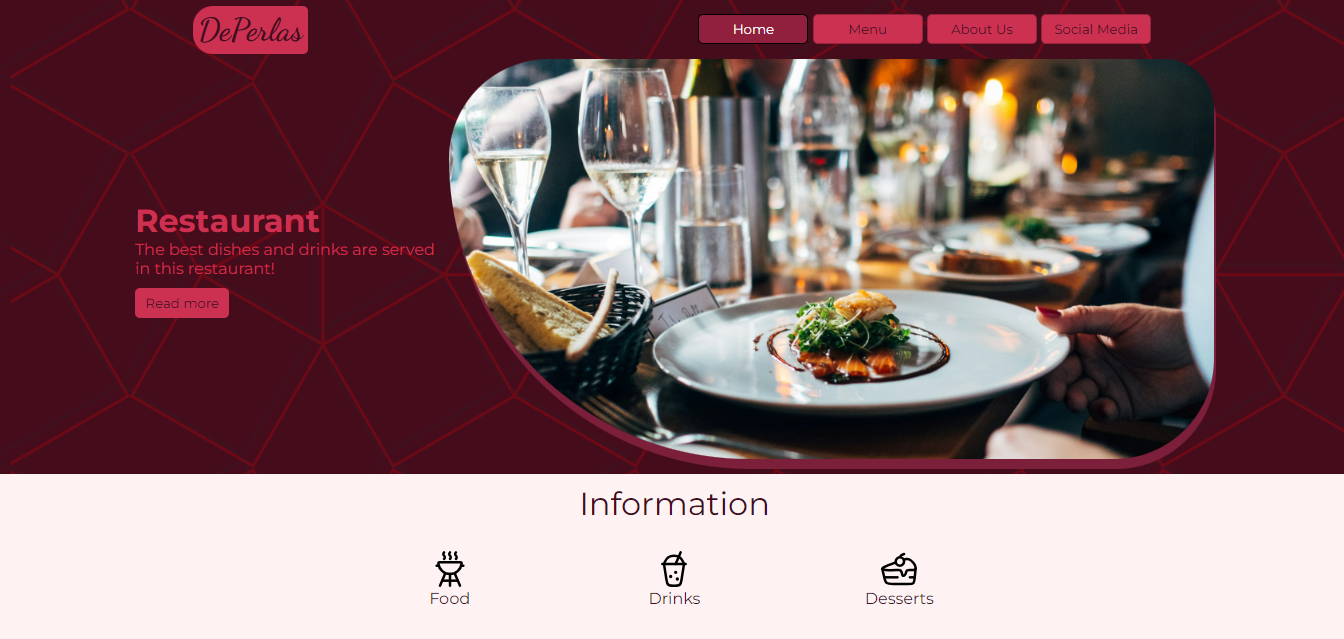 DePerlas
Home Menu About Us Social Media
Restaurant
The best dishes and drinks are served
in this restaurant!
Read more
Information
Food Drinks Desserts